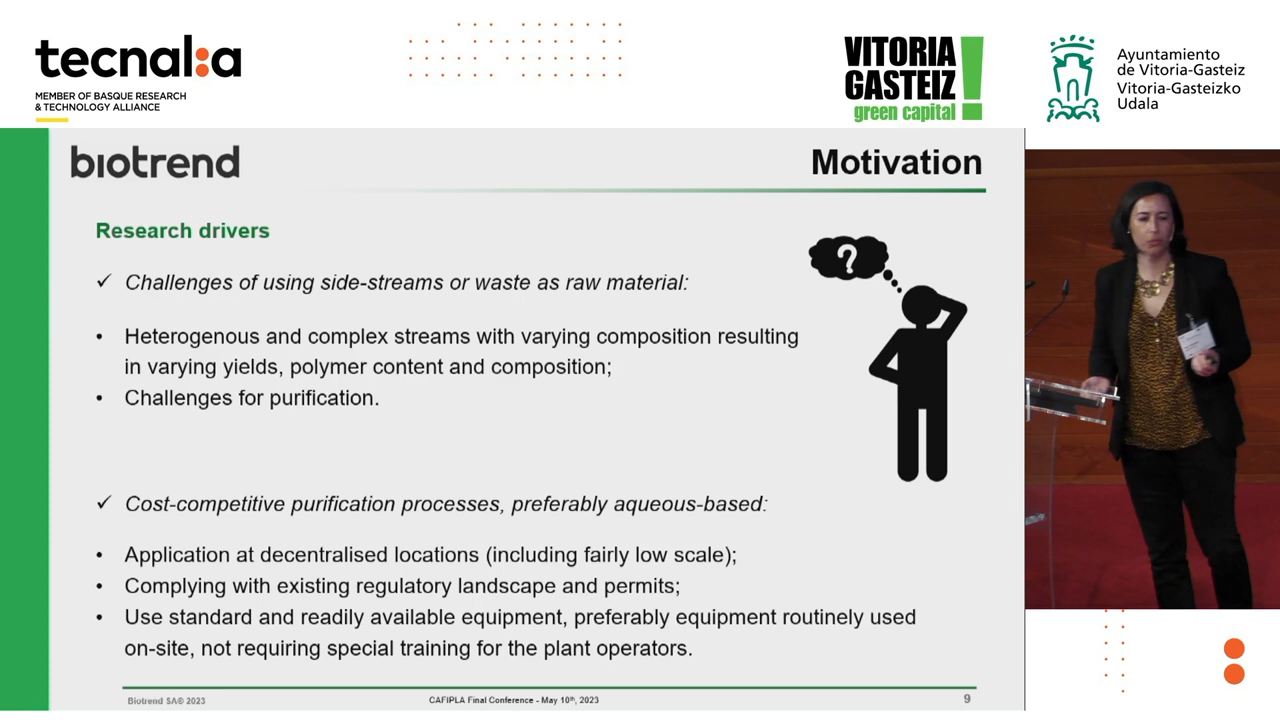 tecnal:a
MEMBER OF BASQUE RESEARCH
& TECHNOLOGY ALLIANCE
VITORIA
GASTEIZ
green capital
Ayuntamiento
de Vitoria-Gasteiz
Vitoria-Gasteizko
Udala
biotrend
Motivation
Research drivers
✓ Challenges of using side-streams or waste as raw material:
• Heterogenous and complex streams with varying composition resulting
in varying yields, polymer content and composition;
• Challenges for purification.
?
✓ Cost-competitive purification processes, preferably aqueous-based:
• Application at decentralised locations (including fairly low scale);
• Complying with existing regulatory landscape and permits;
• Use standard and readily available equipment, preferably equipment routinely used
on-site, not requiring special training for the plant operators.
Biotrend SA© 2023
CAFIPLA Final Conference - May 10th, 2023
9